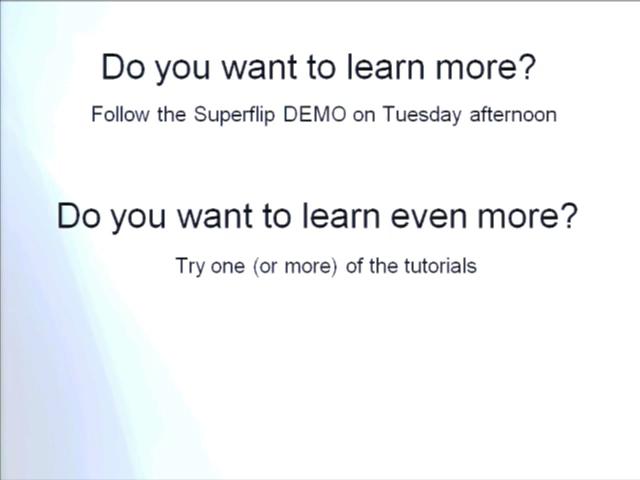 Do you want to learn more?
Follow the Superflip DEMO on Tuesday afternoon
Do you want to learn even more?
Try one (or more) of the tutorials